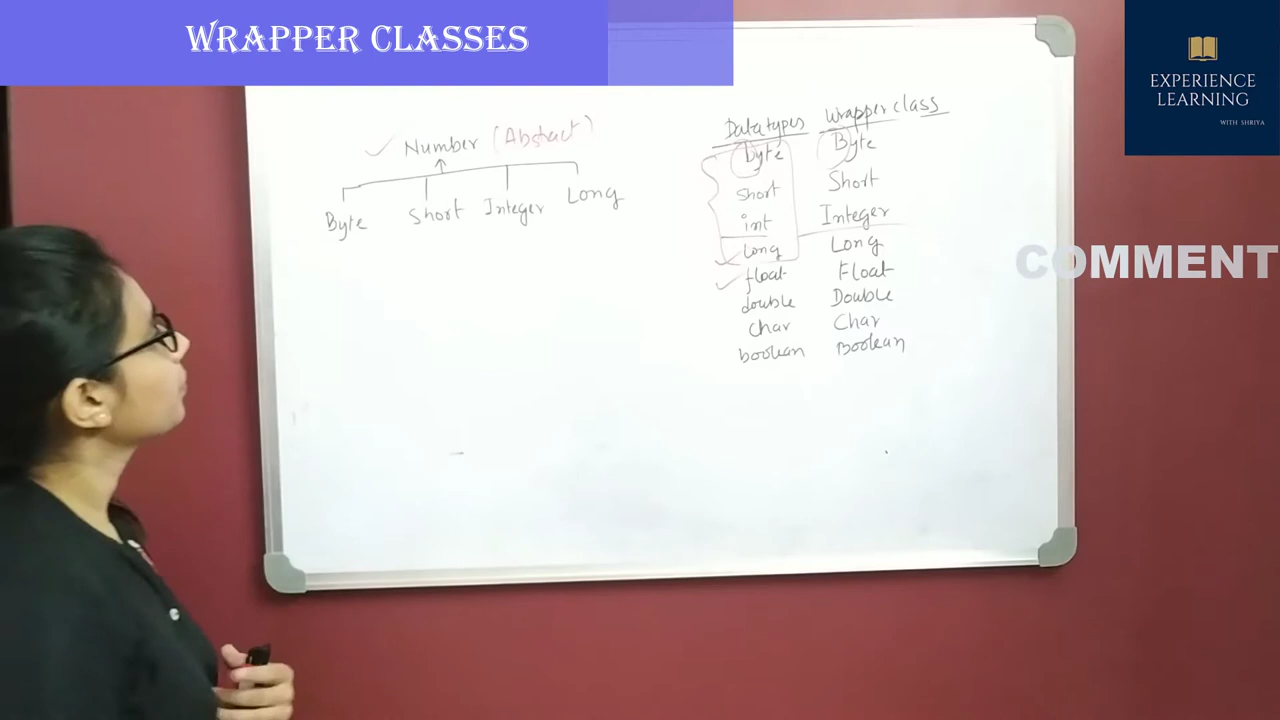 WRAPPER CLASSES
EXPERIENCE
LEARNING
WITH SHRIYA
Number (Abstract)
Byte Short Integer Long
Datatypes Wrapper class
byte Byte
Short Short
int Integer
long Long
float Float
double Double
Char Char
boolean Boolean
COMMENT